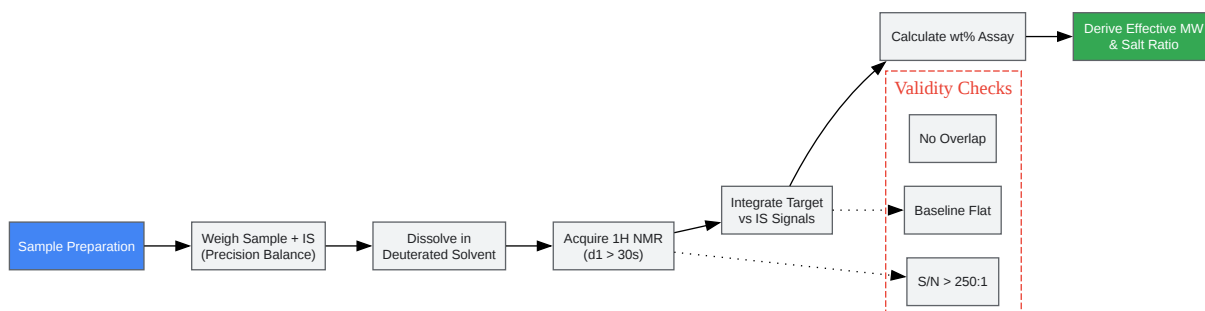 Sample Preparation
Weigh Sample + IS
(Precision Balance)
Dissolve in
Deuterated Solvent
Acquire 1H NMR
(d1 > 30s)
Integrate Target
vs IS Signals
Calculate wt% Assay
Derive Effective MW
& Salt Ratio
Validity Checks
No Overlap
Baseline Flat
S/N > 250:1